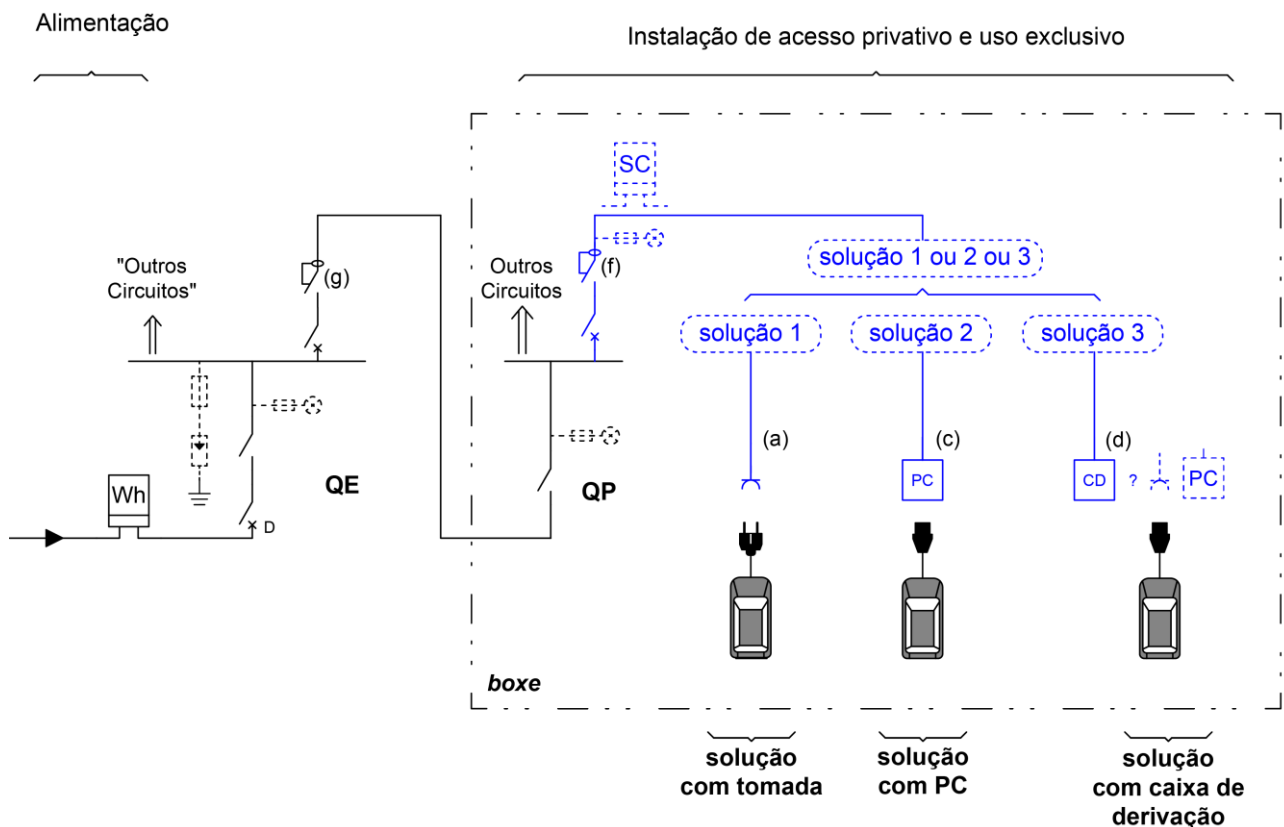 Alimentação
Instalação de acesso privativo e uso exclusivo
SC
"Outros
Circuitos"
(g)
Outros
Circuitos
(f)
solução 1 ou 2 ou 3
solução 1
solução 2
solução 3
(a)
(c)
(d)
Wh
QE
D
QP
PC
CD
?
PC
boxe
solução
com tomada
solução
com PC
solução
com caixa de
derivação